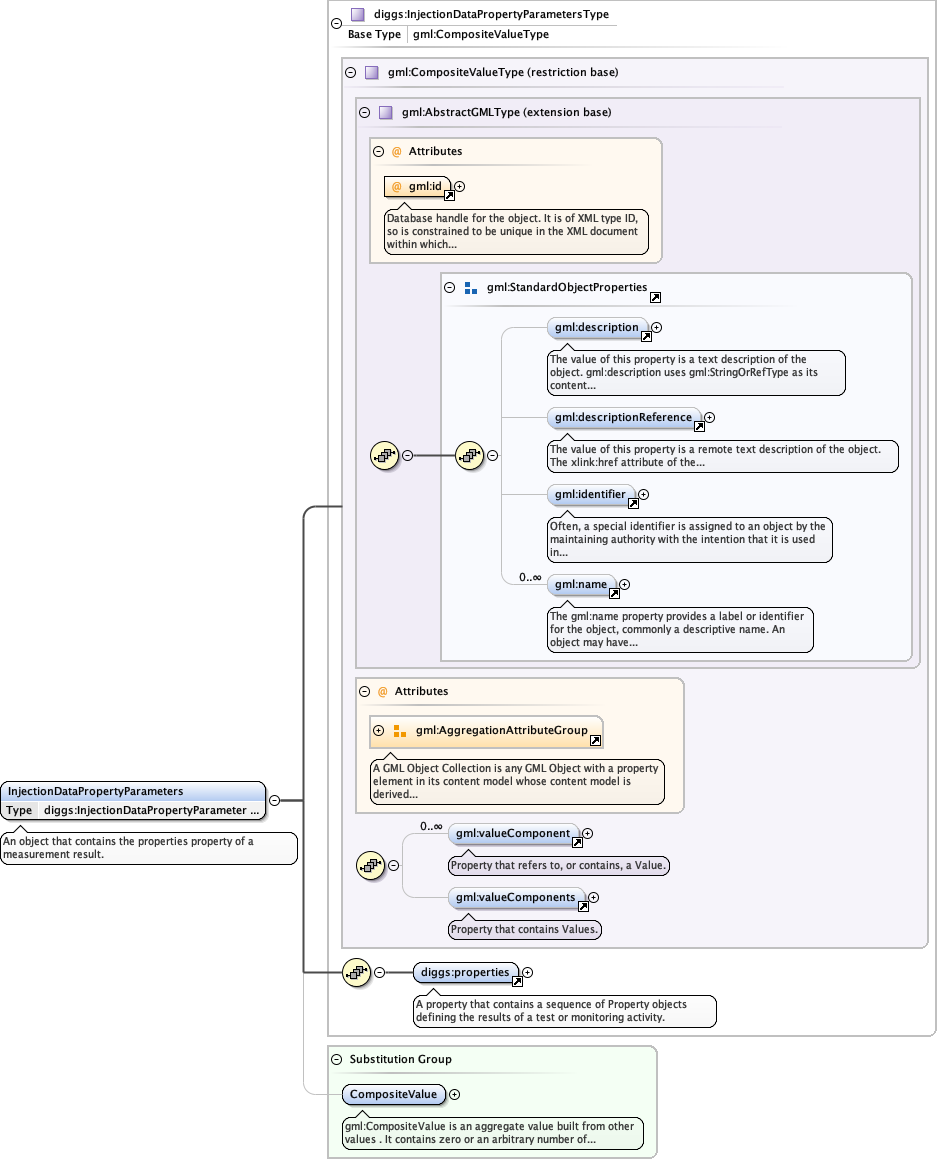 diggs:InjectionDataPropertyParametersType
Base Type gml:CompositeValueType
gml:CompositeValueType (restriction base)
gml:AbstractGMLType (extension base)
@ Attributes
@ gml:id
Database handle for the object. It is of XML type ID,
so is constrained to be unique in the XML document
within which...
gml:StandardObjectProperties
gml:description
The value of this property is a text description of the
object. gml:description uses gml:StringOrRefType as its
content...
gml:descriptionReference
The value of this property is a remote text description of the object.
The xlink:href attribute of the...
gml:identifier
Often, a special identifier is assigned to an object by the
maintaining authority with the intention that it is used
in...
0..∞
gml:name
The gml:name property provides a label or identifier
for the object, commonly a descriptive name. An
object may have...
@ Attributes
gml:AggregationAttributeGroup
A GML Object Collection is any GML Object with a property
element in its content model whose content model is
derived...
InjectionDataPropertyParameters
Type diggs:InjectionDataPropertyParameter ...
An object that contains the properties property of a
measurement result.
0..∞
gml:valueComponent
Property that refers to, or contains, a Value.
gml:valueComponents
Property that contains Values.
diggs:properties
A property that contains a sequence of Property objects
defining the results of a test or monitoring activity.
Substitution Group
CompositeValue
gml:CompositeValue is an aggregate value built from other
values . It contains zero or an arbitrary number of...